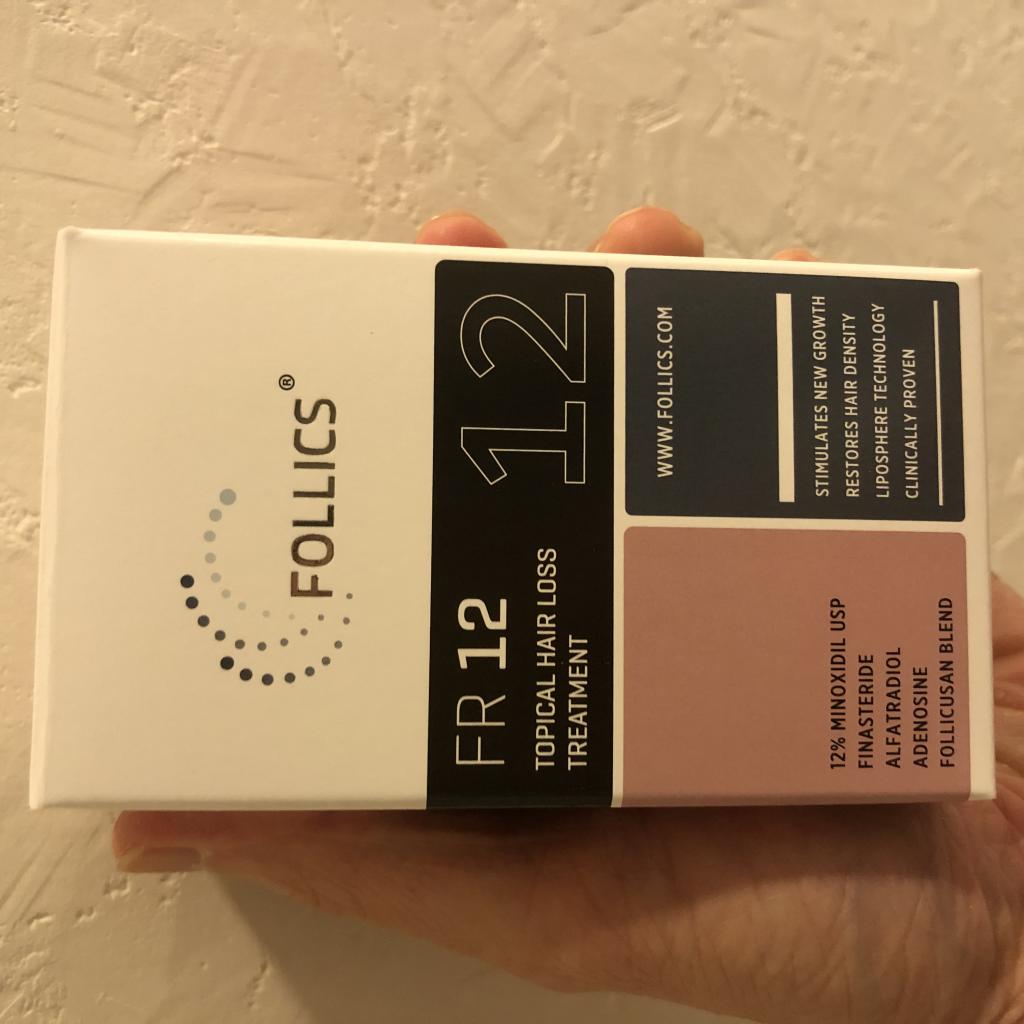 FOLLICS®
FR 12
TOPICAL HAIR LOSS
TREATMENT
12
12% MINOXIDIL USP
FINASTERIDE
ALFATRADIOL
ADENOSINE
FOLLICUSAN BLEND
WWW.FOLLICS.COM
STIMULATES NEW GROWTH
RESTORES HAIR DENSITY
LIPOSPHERE TECHNOLOGY
CLINICALLY PROVEN